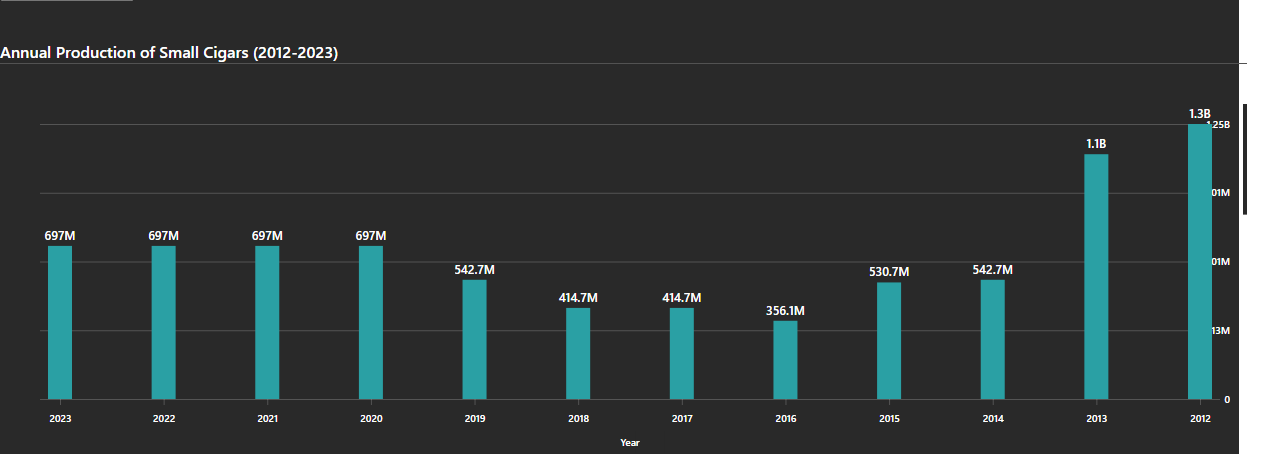 Annual Production of Small Cigars (2012-2023)
1.3B
1.1B
697M 697M 697M 697M
542.7M 530.7M 542.7M
414.7M 414.7M
356.1M
0
2023 2022 2021 2020 2019 2018 2017 2016 2015 2014 2013 2012
Year